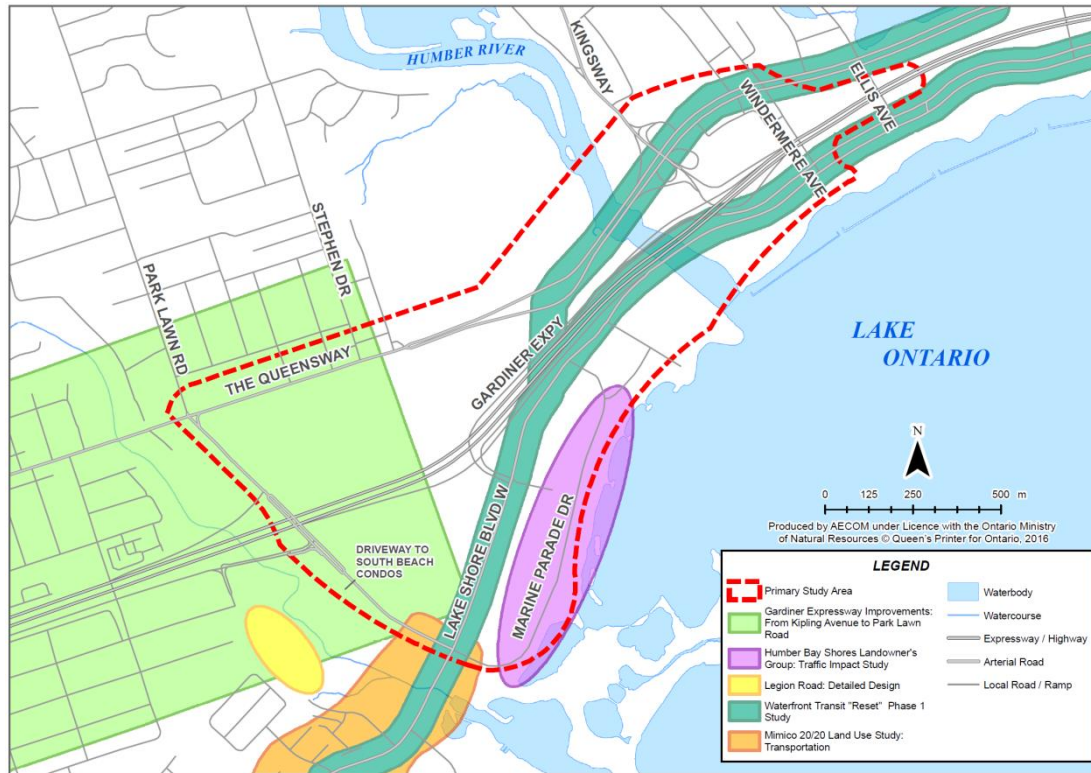 HUMBER RIVER
KINGSWAY
ELLIS AVE
WINDERMERE AVE
STEPHEN DR
PARK LAWN RD
THE QUEENSWAY
GARDINER EXPY
LAKE
ONTARIO
N
0 125 250 500 m
Produced by AECOM under Licence with the Ontario Ministry
of Natural Resources © Queen's Printer for Ontario, 2016
DRIVEWAY TO
SOUTH BEACH
CONDOS
LAKE SHORE BLVD W
MARINE PARADE DR
LEGEND
Primary Study Area
Gardiner Expressway Improvements:
From Kipling Avenue to Park Lawn
Road
Humber Bay Shores Landowner's
Group: Traffic Impact Study
Legion Road: Detailed Design
Waterfront Transit "Reset" Phase 1
Study
Mimico 20/20 Land Use Study:
Transportation
Waterbody
Watercourse
Expressway / Highway
Arterial Road
Local Road / Ramp